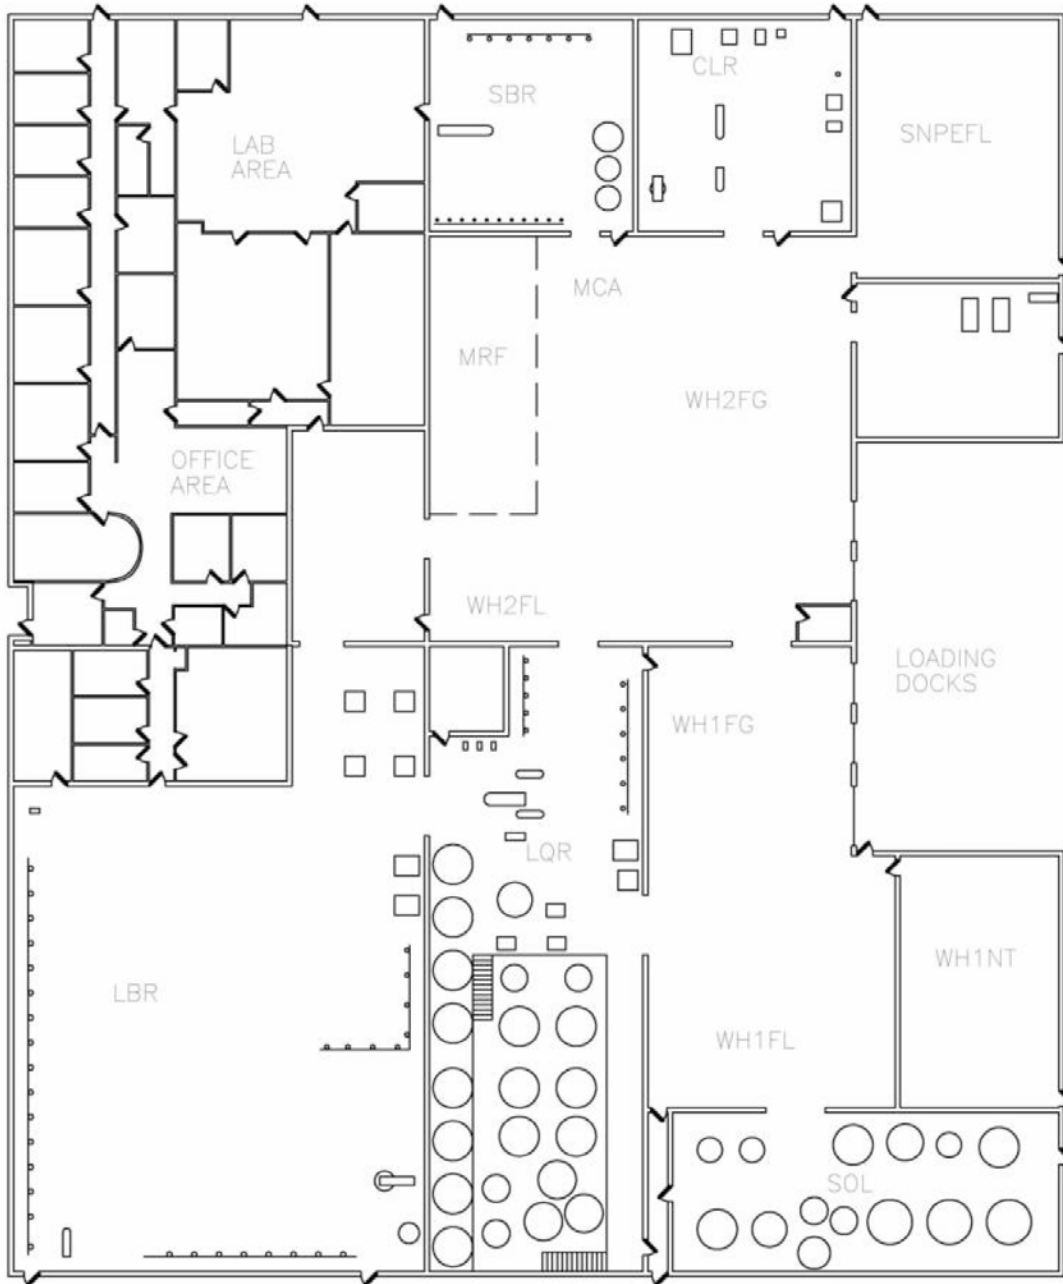 SBR
CLR
LAB
AREA
SNPEFL
MCA
MRF
WH2FG
OFFICE
AREA
WH2FL
LOADING
DOCKS
WH1FG
LQR
WH1NT
LBR
WH1FL
SOL